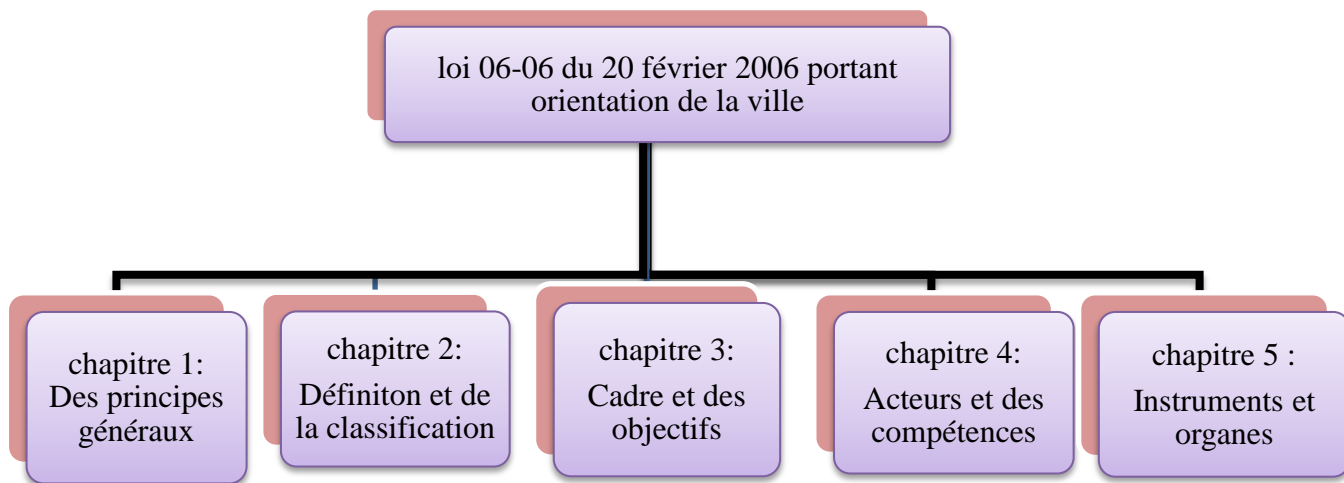 loi 06-06 du 20 février 2006 portant
orientation de la ville
chapitre 1:
Des principes
généraux
chapitre 2:
Définiton et de
la classification
chapitre 3:
Cadre et des
objectifs
chapitre 4:
Acteurs et des
compétences
chapitre 5 :
Instruments et
organes